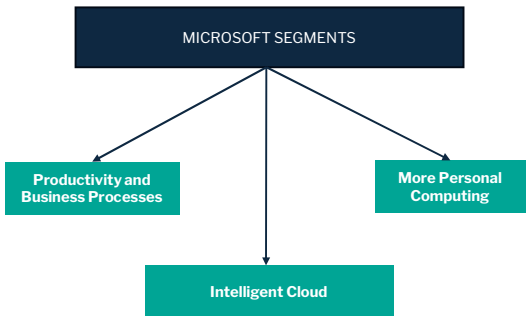 MICROSOFT SEGMENTS
Productivity and
Business Processes
More Personal
Computing
Intelligent Cloud